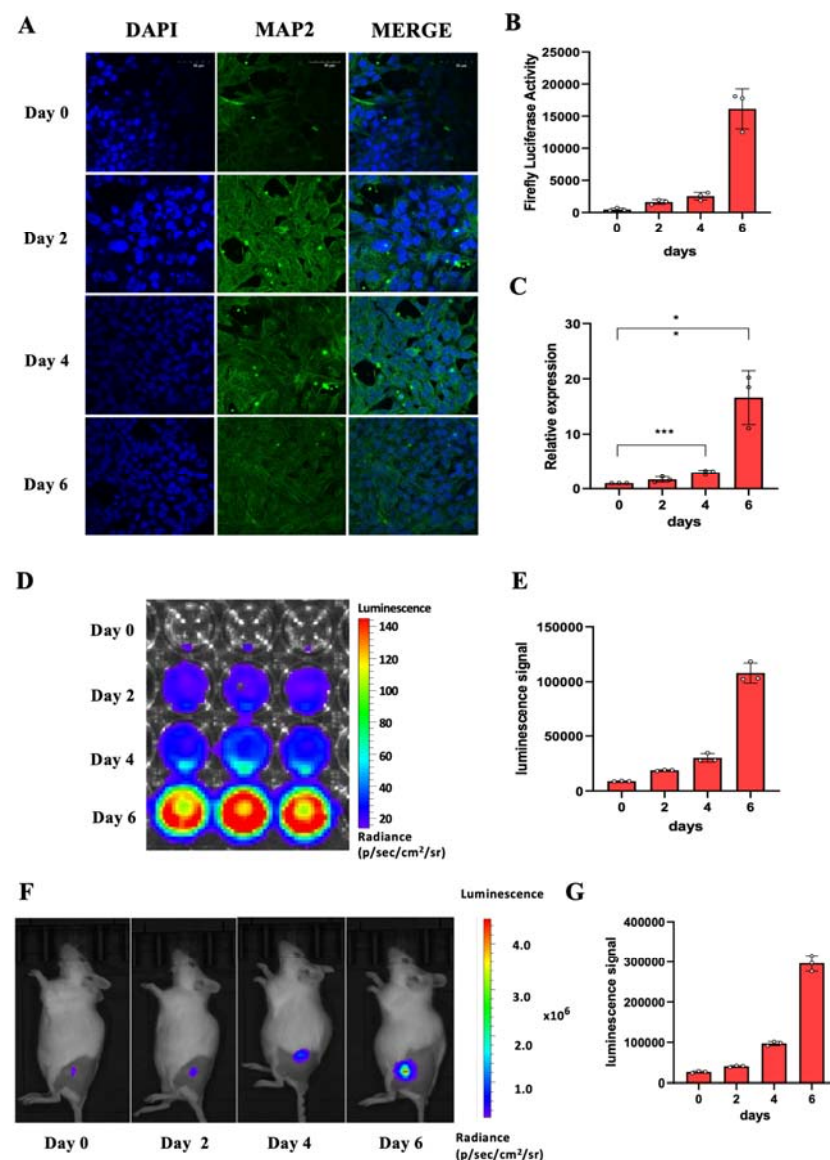 A
DAPI MAP2 MERGE
Day 0
Day 2
Day 4
Day 6
B
Firefly Luciferase Activity
25000
20000
15000
10000
5000
0
0 2 4 6
days
C
Relative expression
30
20
10
0
*
*
***
0 2 4 6
days
D
Day 0
Day 2
Day 4
Day 6
Luminescence
140
120
100
80
60
40
20
Radiance
(p/sec/cm²/sr)
E
luminescence signal
150000
100000
50000
0
0 2 4 6
days
F
Day 0 Day 2 Day 4 Day 6
Luminescence
4.0
3.0
x10⁶
2.0
1.0
Radiance
(p/sec/cm²/sr)
G
luminescence signal
400000
300000
200000
100000
0
0 2 4 6
days